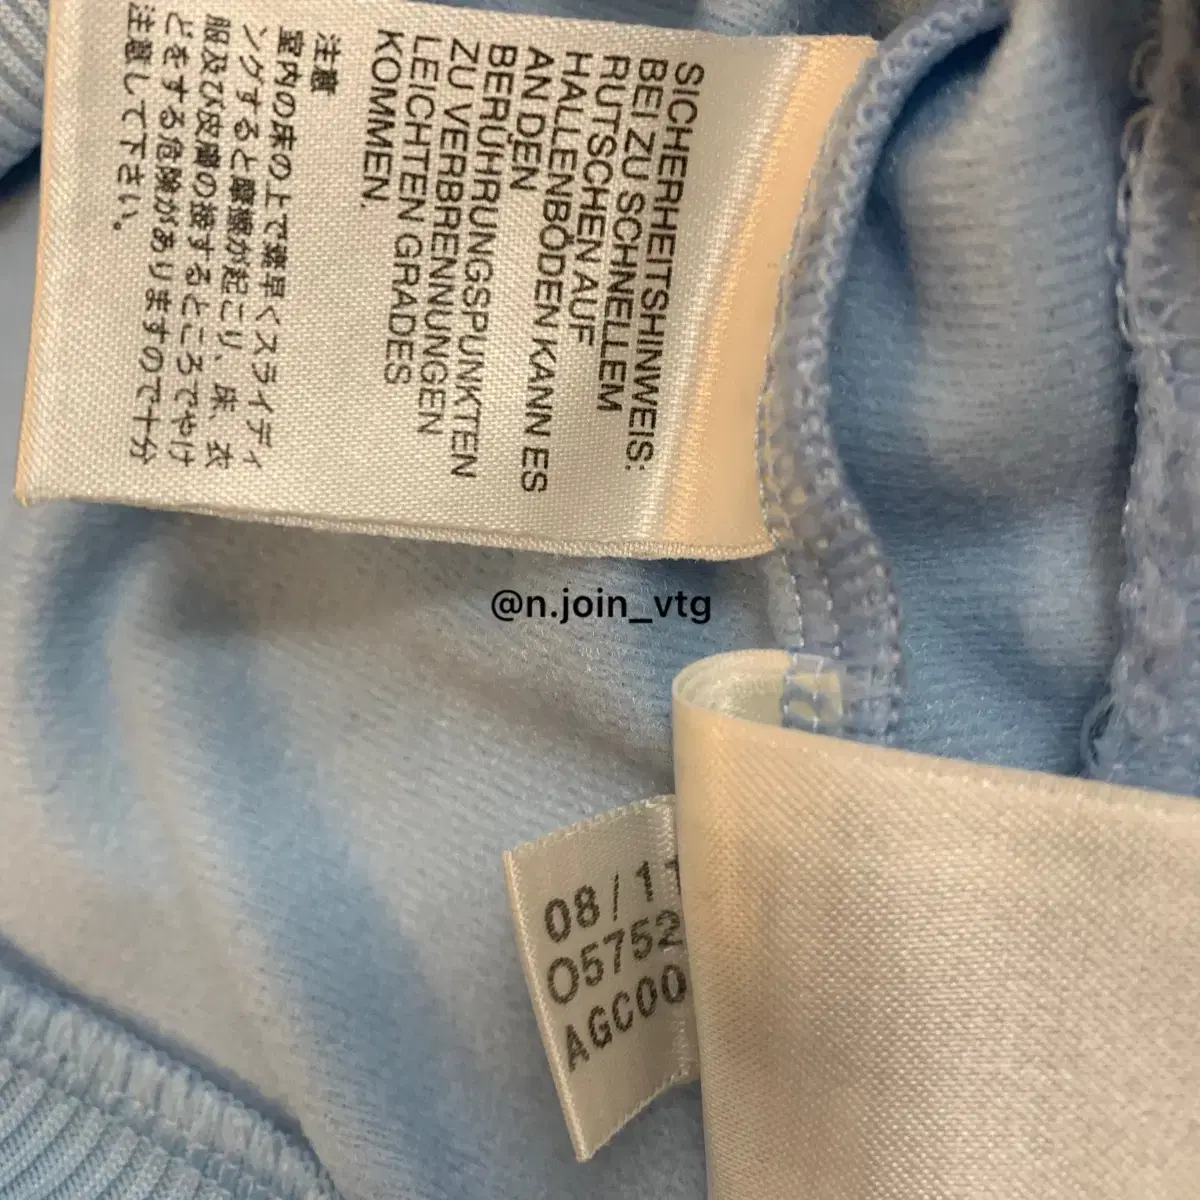 SICHERHEITSHINWEIS:
BEI ZU SCHNELLEM
RUTSCHEN AUF
HALLENBÖDEN KANN ES
AN DEN
BERÜHRUNGSPUNKTEN
ZU VERBRENNUNGEN
LEICHTEN GRADES
KOMMEN.
注意
室内の床の上で素早くスライディ
ングすると摩擦が起こり、床、衣
服及び皮膚の接するところでやけ
どをする危険がありますので十分
注意して下さい。
@n.join_vtg
08/1
O5752
AGC00